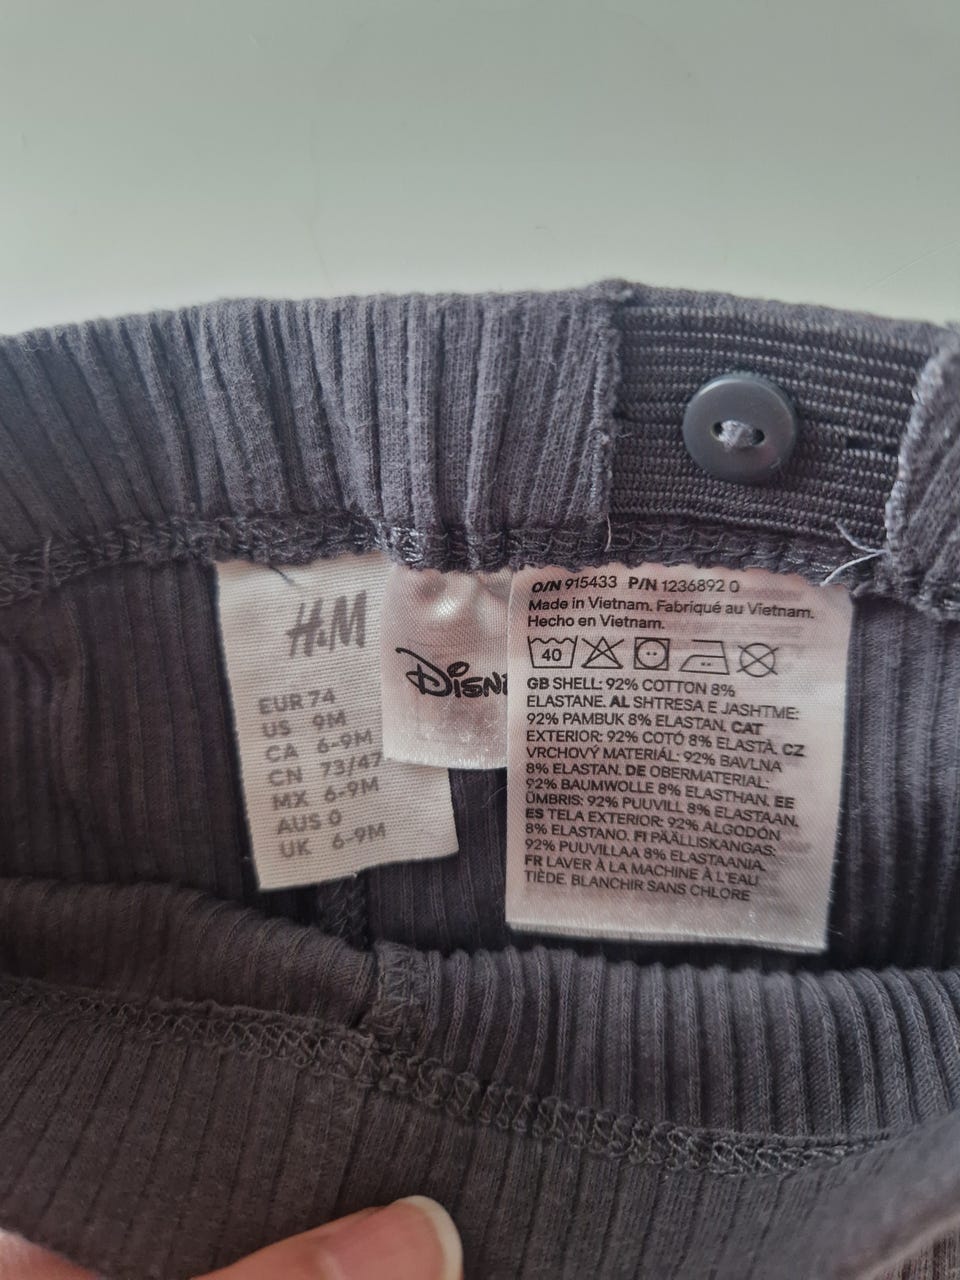 H&M
EUR 74
US 9M
CA 6-9M
CN 73/47
MX 6-9M
AUS 0
UK 6-9M
Disne
O/N 915433 P/N 1236892 0
Made in Vietnam. Fabriqué au Vietnam.
Hecho en Vietnam.
40
GB SHELL: 92% COTTON 8%
ELASTANE. AL SHTRESA E JASHTME:
92% PAMBUK 8% ELASTAN. CAT
EXTERIOR: 92% COTÓ 8% ELASTÀ. CZ
VRCHOVÝ MATERIÁL: 92% BAVLNA
8% ELASTAN. DE OBERMATERIAL:
92% BAUMWOLLE 8% ELASTHAN. EE
ÜMBRIS: 92% PUUVILL 8% ELASTAAN.
ES TELA EXTERIOR: 92% ALGODÓN
8% ELASTANO. FI PÄÄLLISKANGAS:
92% PUUVILLAA 8% ELASTAANIA.
FR LAVER À LA MACHINE À L'EAU
TIÈDE. BLANCHIR SANS CHLORE